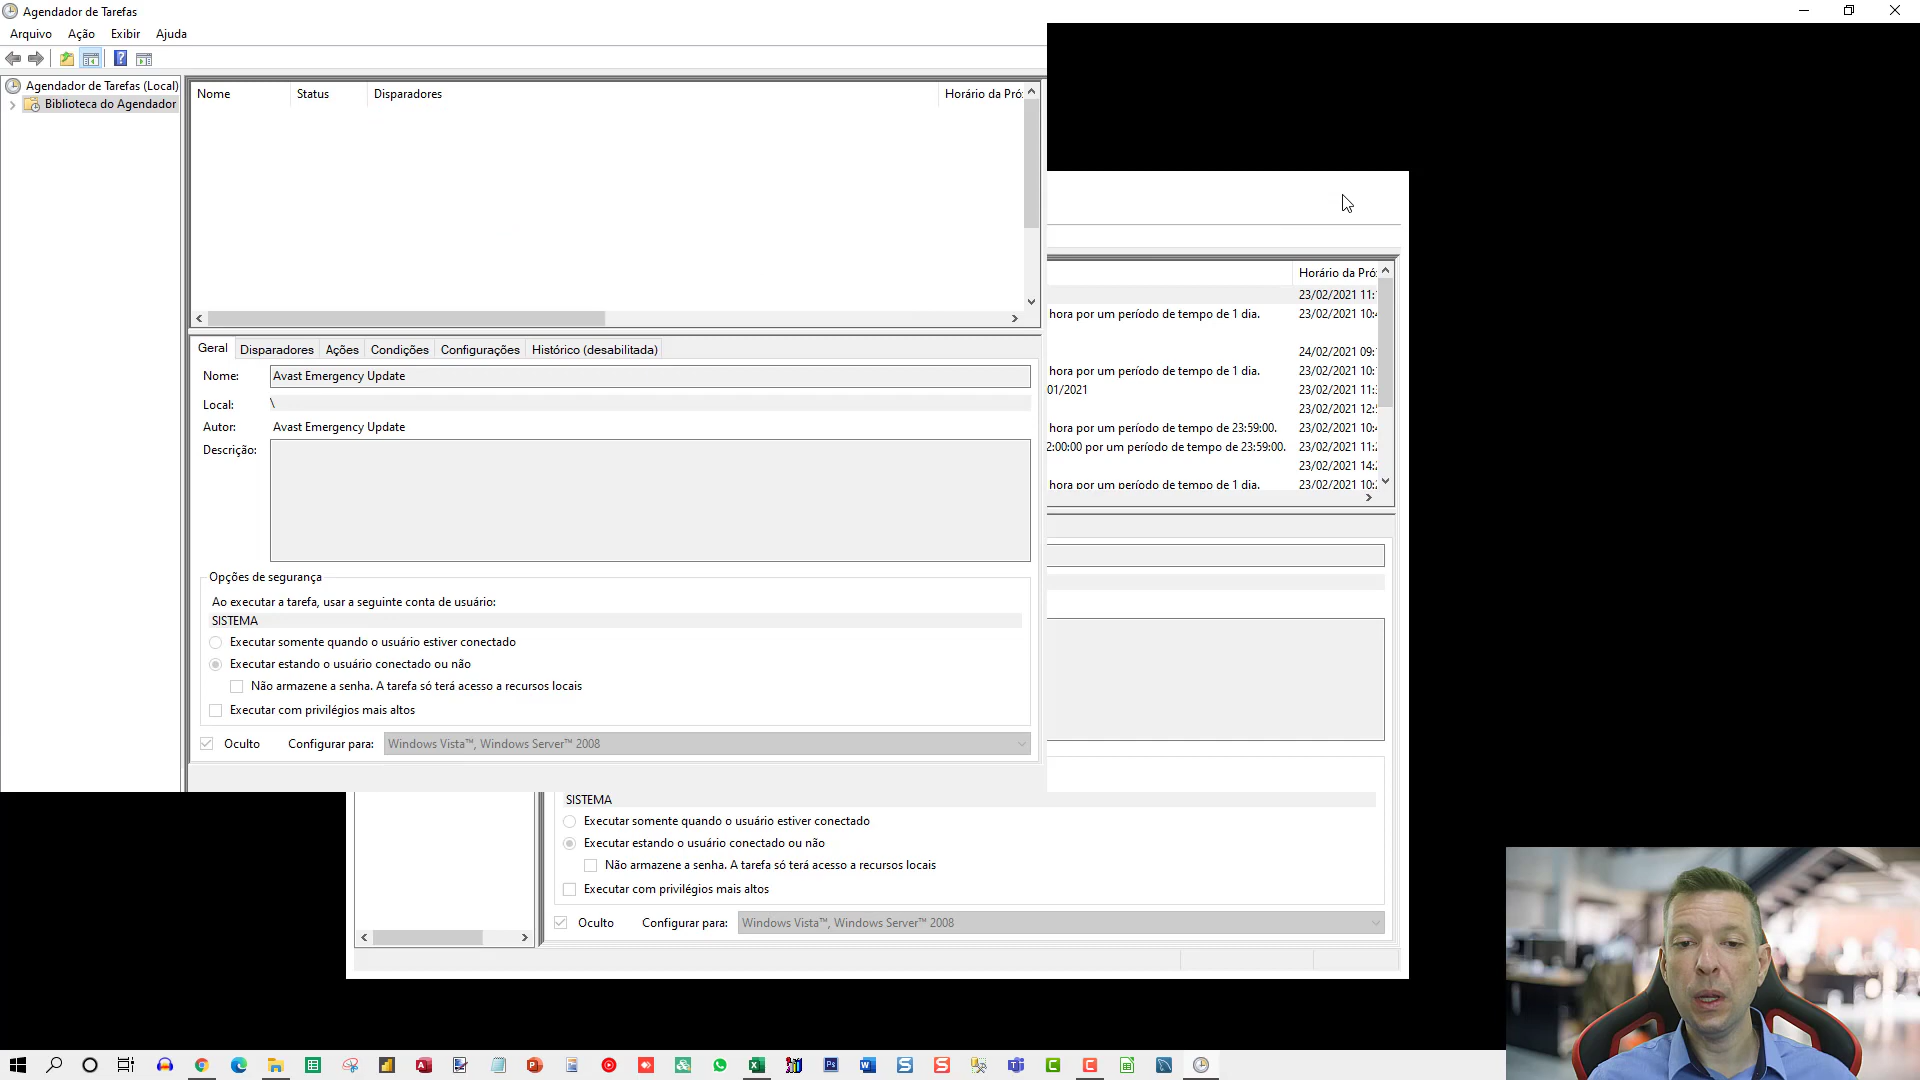 Agendador de Tarefas
Arquivo Ação Exibir Ajuda
Agendador de Tarefas (Local)
Biblioteca do Agendador
Nome Status Disparadores Horário da Pró
Geral Disparadores Ações Condições Configurações Histórico (desabilitada)
Nome: Avast Emergency Update
Local: \
Autor: Avast Emergency Update
Descrição:
Opções de segurança
Ao executar a tarefa, usar a seguinte conta de usuário:
SISTEMA
Executar somente quando o usuário estiver conectado
Executar estando o usuário conectado ou não
Não armazene a senha. A tarefa só terá acesso a recursos locais
Executar com privilégios mais altos
Oculto Configurar para: Windows Vista™, Windows Server™ 2008
Horário da Pró
23/02/2021 11:
hora por um período de tempo de 1 dia. 23/02/2021 10:
24/02/2021 09:
hora por um período de tempo de 1 dia. 23/02/2021 10:
01/2021 23/02/2021 11:
23/02/2021 12:
hora por um período de tempo de 23:59:00. 23/02/2021 10:
2:00:00 por um período de tempo de 23:59:00. 23/02/2021 11:
23/02/2021 14:
hora por um período de tempo de 1 dia. 23/02/2021 10:
SISTEMA
Executar somente quando o usuário estiver conectado
Executar estando o usuário conectado ou não
Não armazene a senha. A tarefa só terá acesso a recursos locais
Executar com privilégios mais altos
Oculto Configurar para: Windows Vista™, Windows Server™ 2008